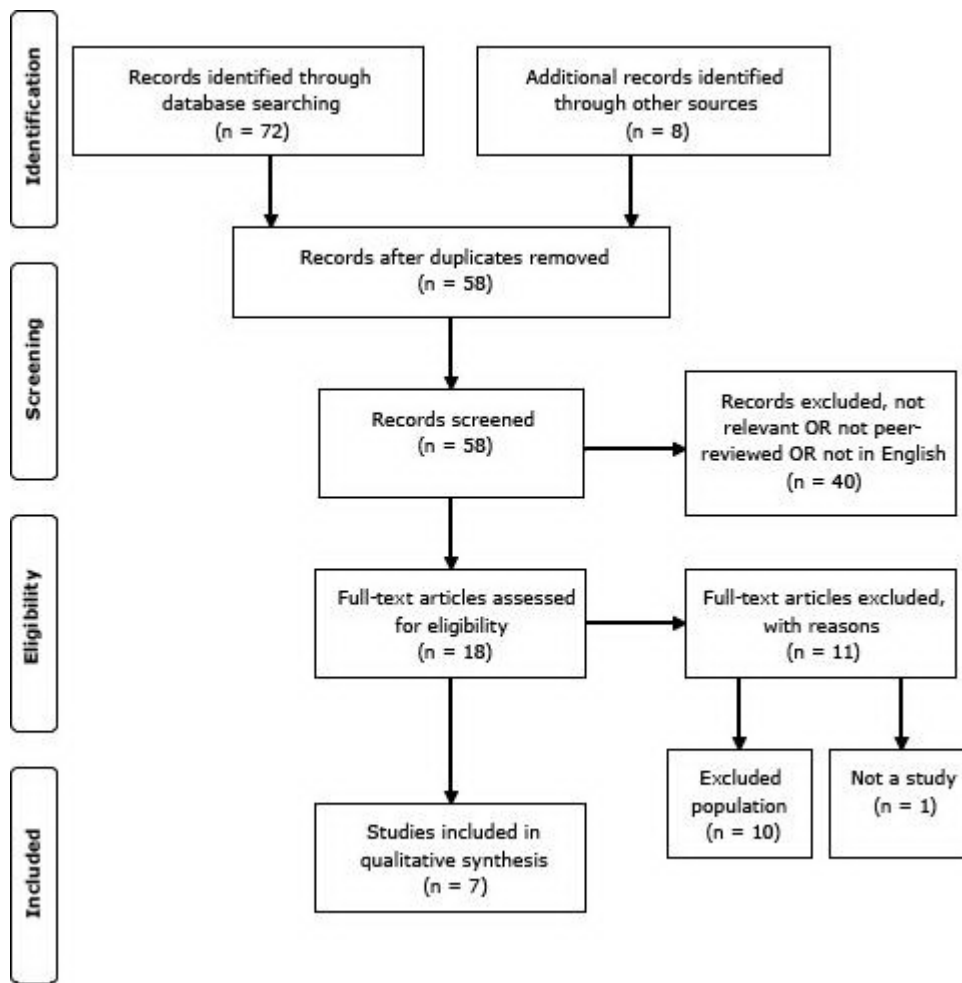 Identification
Records identified through
database searching
(n = 72)
Additional records identified
through other sources
(n = 8)
Records after duplicates removed
(n = 58)
Screening
Records screened
(n = 58)
Records excluded, not
relevant OR not peer-
reviewed OR not in English
(n = 40)
Eligibility
Full-text articles assessed
for eligibility
(n = 18)
Full-text articles excluded,
with reasons
(n = 11)
Excluded
population
(n = 10)
Not a study
(n = 1)
Included
Studies included in
qualitative synthesis
(n = 7)